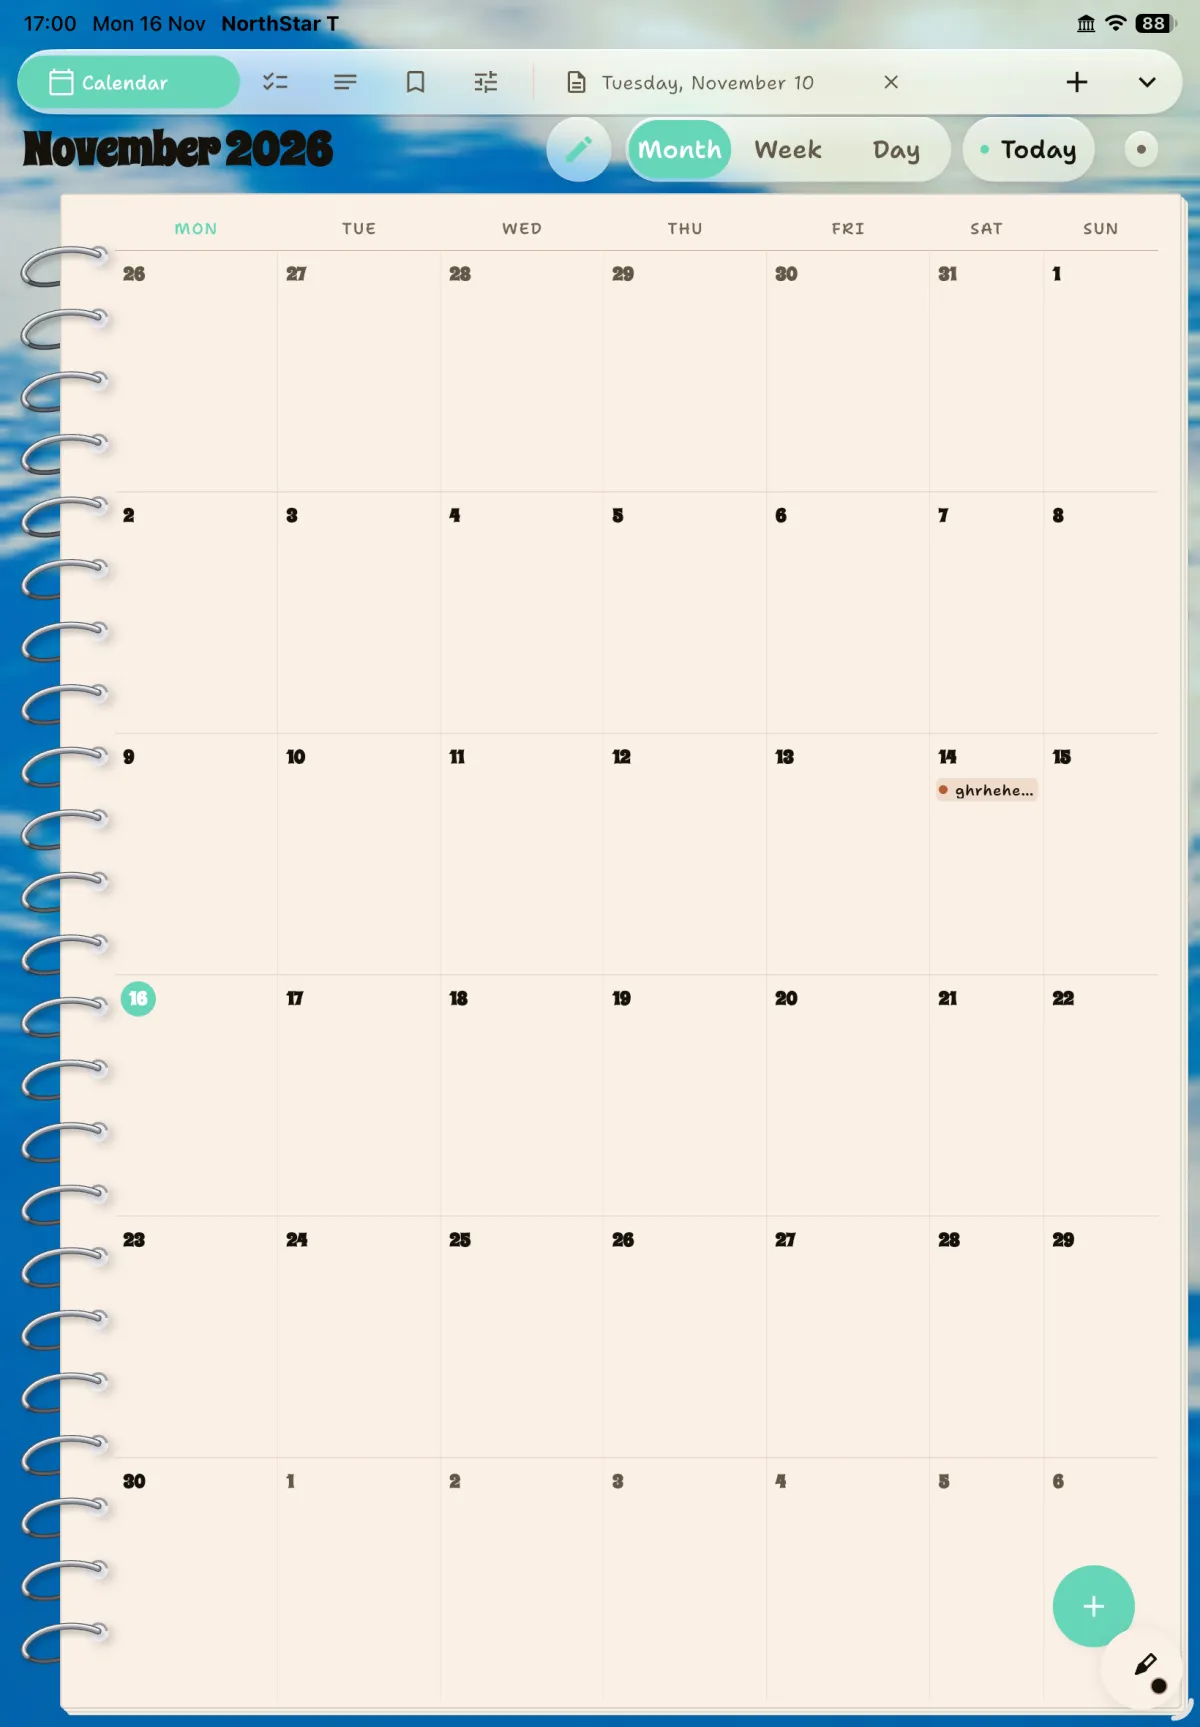 17:00 Mon 16 Nov NorthStar T 88
Calendar Tuesday, November 10
November 2026 Month Week Day Today
MON TUE WED THU FRI SAT SUN
26 27 28 29 30 31 1
2 3 4 5 6 7 8
9 10 11 12 13 14 15
ghrhehe...
16 17 18 19 20 21 22
23 24 25 26 27 28 29
30 1 2 3 4 5 6